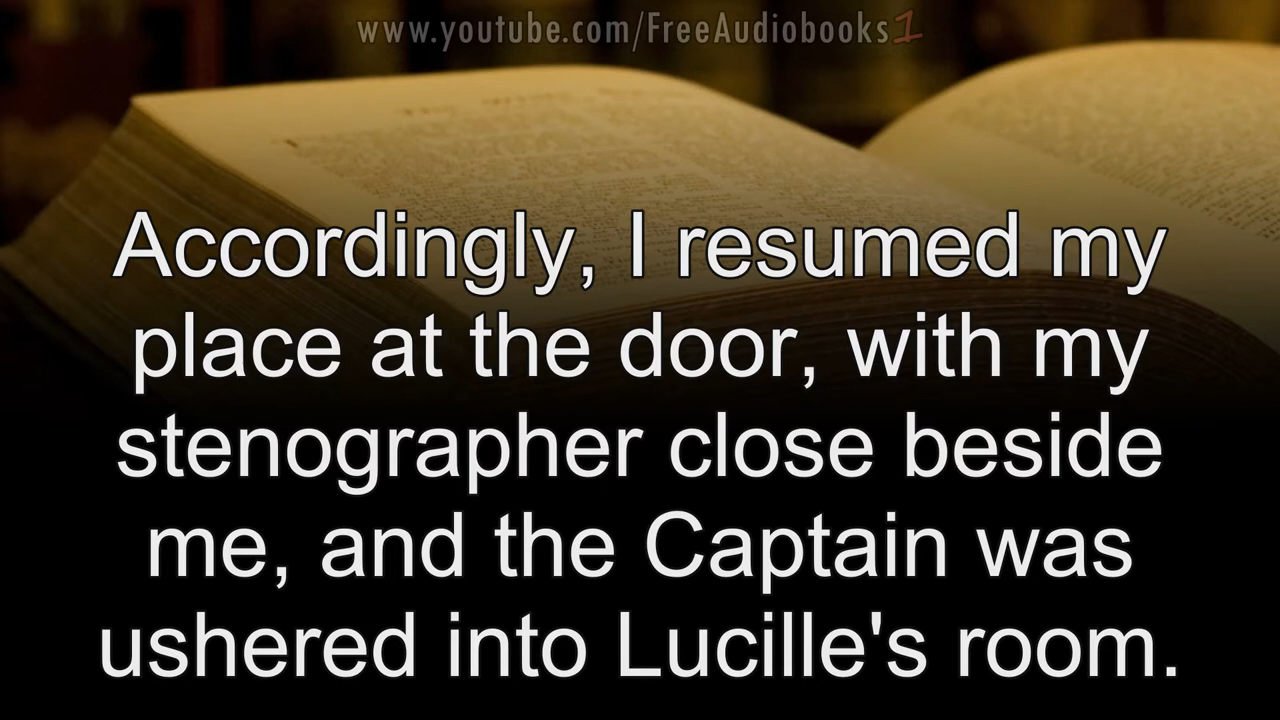 www.youtube.com/FreeAudiobooks1
Accordingly, I resumed my
place at the door, with my
stenographer close beside
me, and the Captain was
ushered into Lucille's room.